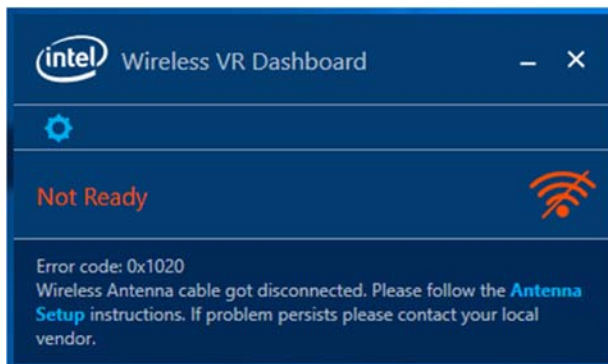 intel Wireless VR Dashboard
Not Ready
Error code: 0x1020
Wireless Antenna cable got disconnected. Please follow the Antenna
Setup instructions. If problem persists please contact your local
vendor.